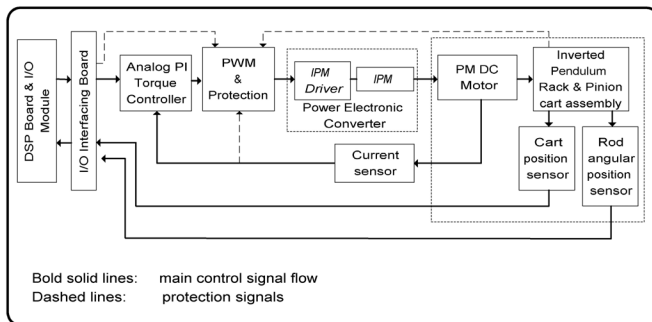 DSP Board & I/O
Module
I/O Interfacing Board
Analog PI
Torque
Controller
PWM
&
Protection
IPM
Driver
IPM
Power Electronic
Converter
PM DC
Motor
Inverted
Pendulum
Rack & Pinion
cart assembly
Current
sensor
Cart
position
sensor
Rod
angular
position
sensor
Bold solid lines: main control signal flow
Dashed lines: protection signals